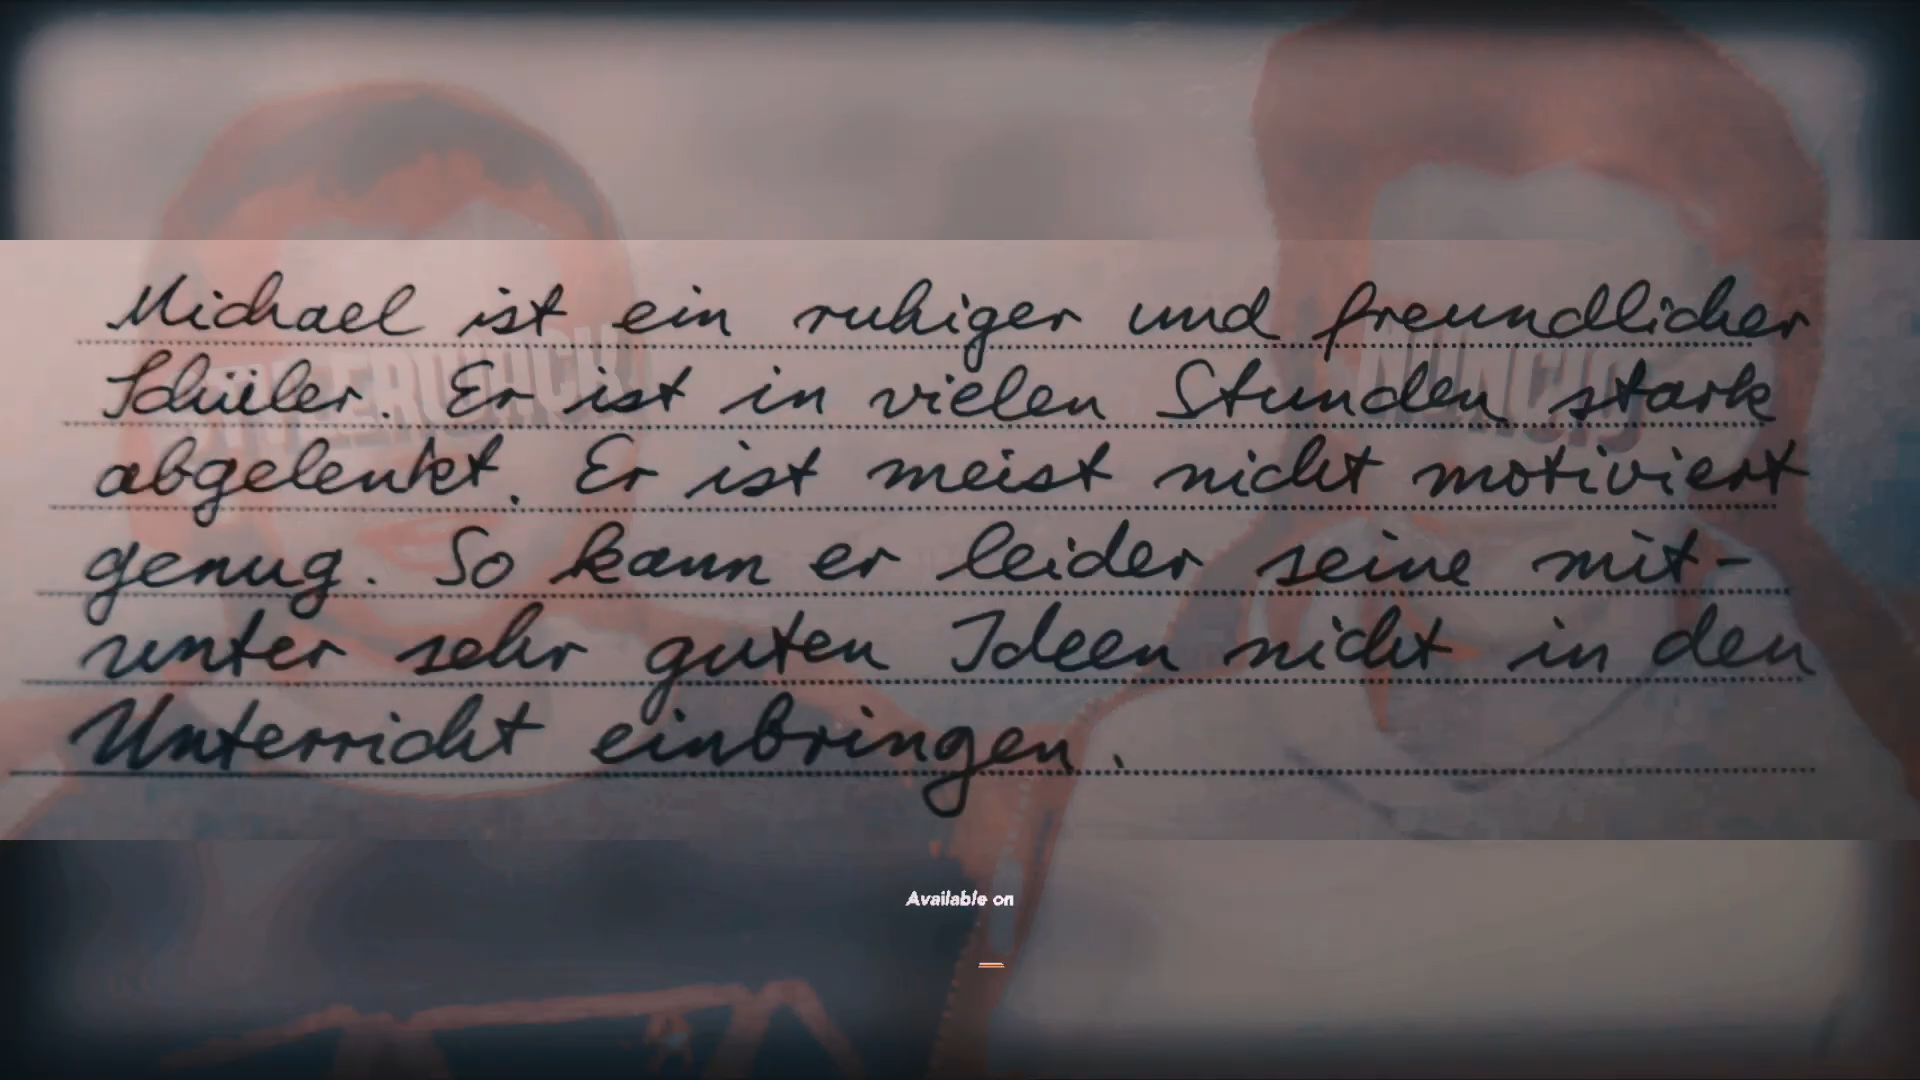 Michael ist ein ruhiger und freundlicher
Schüler. Er ist in vielen Stunden stark
abgelenkt. Er ist meist nicht motiviert
genug. So kann er leider seine mit-
unter sehr guten Ideen nicht in den
Unterricht einbringen.
Available on